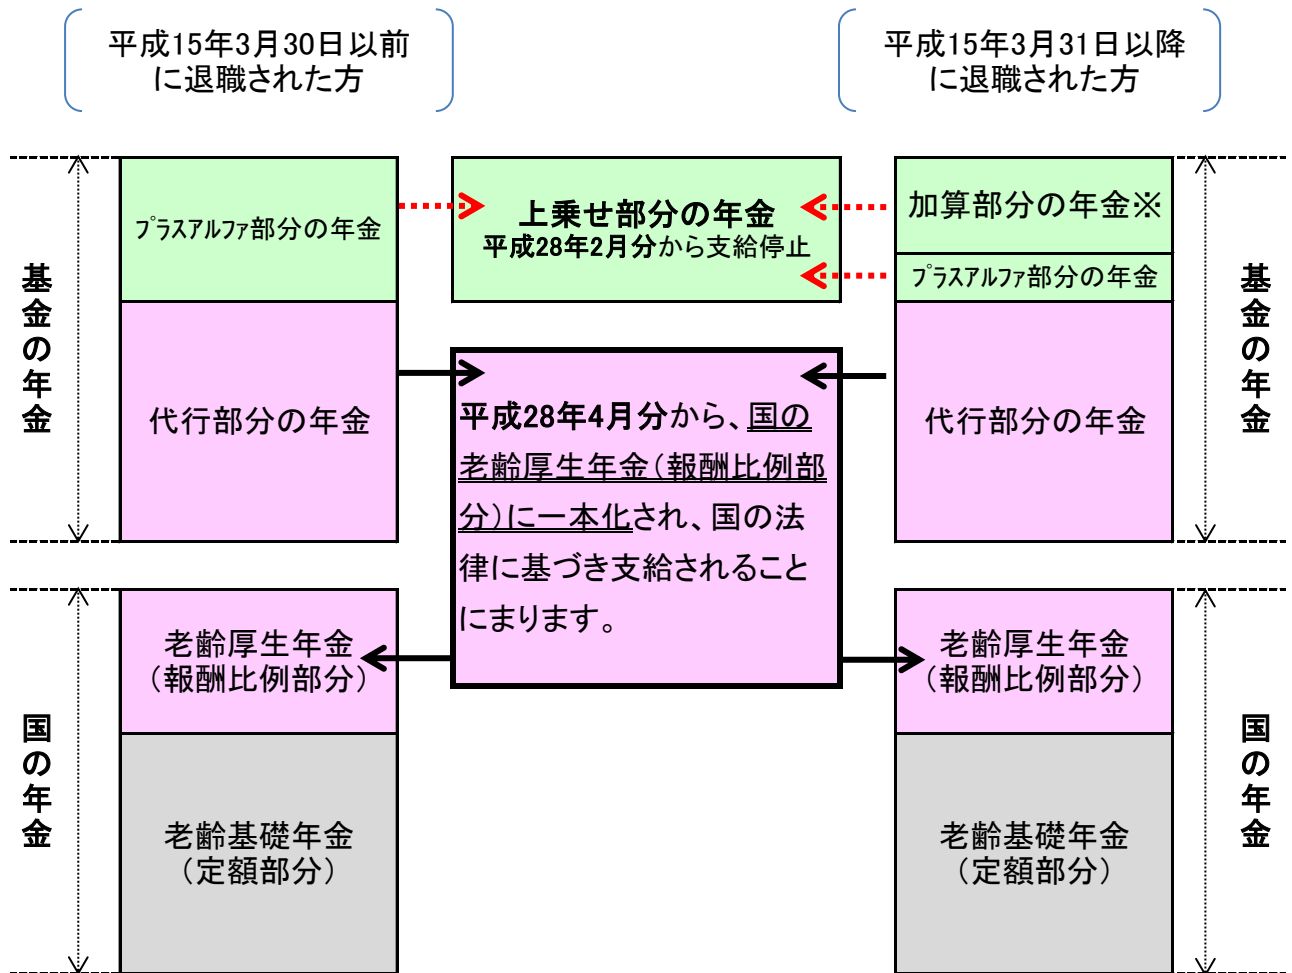 平成15年3月30日以前
に退職された方
平成15年3月31日以降
に退職された方
基金の年金
プラスアルファ部分の年金
代行部分の年金
上乗せ部分の年金
平成28年2月分から支給停止
加算部分の年金※
プラスアルファ部分の年金
代行部分の年金
基金の年金
平成28年4月分から、国の
老齢厚生年金（報酬比例部
分）に一本化され、国の法
律に基づき支給されること
にまります。
国の年金
老齢厚生年金
（報酬比例部分）
老齢基礎年金
（定額部分）
老齢厚生年金
（報酬比例部分）
老齢基礎年金
（定額部分）
国の年金